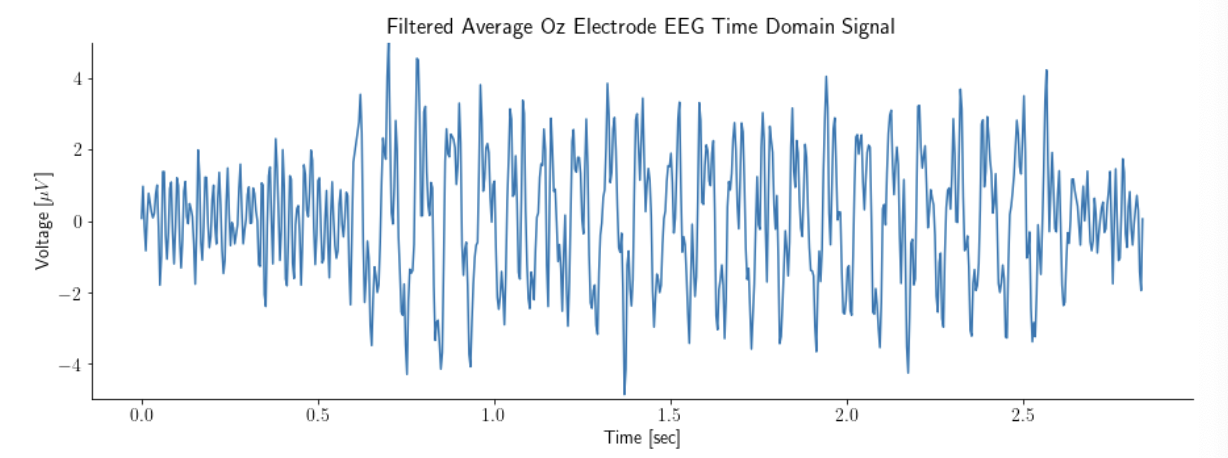 Filtered Average Oz Electrode EEG Time Domain Signal
Voltage [μV]
4
2
0
−2
−4
0.0 0.5 1.0 1.5 2.0 2.5
Time [sec]